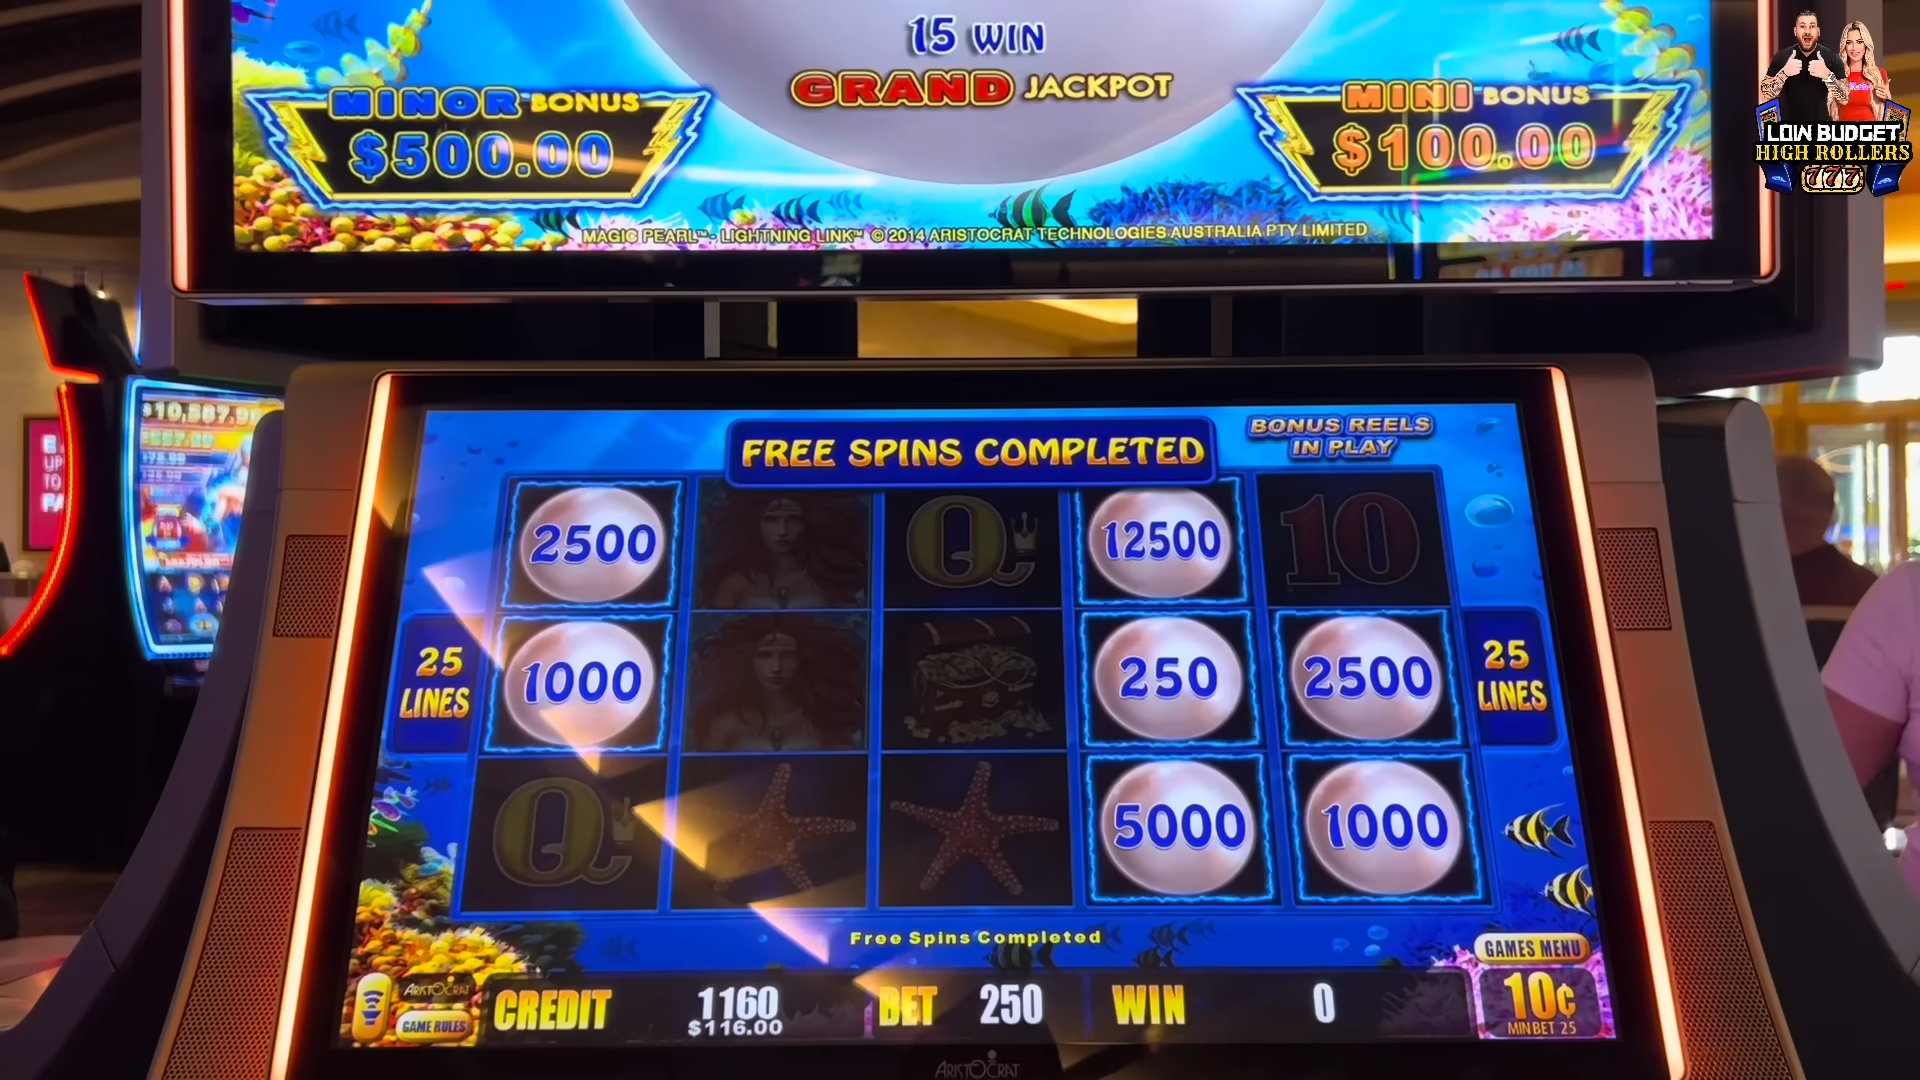 15 WIN
GRAND JACKPOT
MINOR BONUS
$500.00
MINI BONUS
$100.00
LOW BUDGET
HIGH ROLLERS
777
MAGIC PEARL™ - LIGHTNING LINK™ © 2014 ARISTOCRAT TECHNOLOGIES AUSTRALIA PTY LIMITED
FREE SPINS COMPLETED
BONUS REELS
IN PLAY
2500
Q
12500
10
25
LINES
1000
250
2500
25
LINES
Q
5000
1000
Free Spins Completed
GAMES MENU
ARISTOCRAT
GAME RULES
CREDIT 1160
$116.00
BET 250
WIN 0
10¢
MIN BET 25
ARISTOCRAT